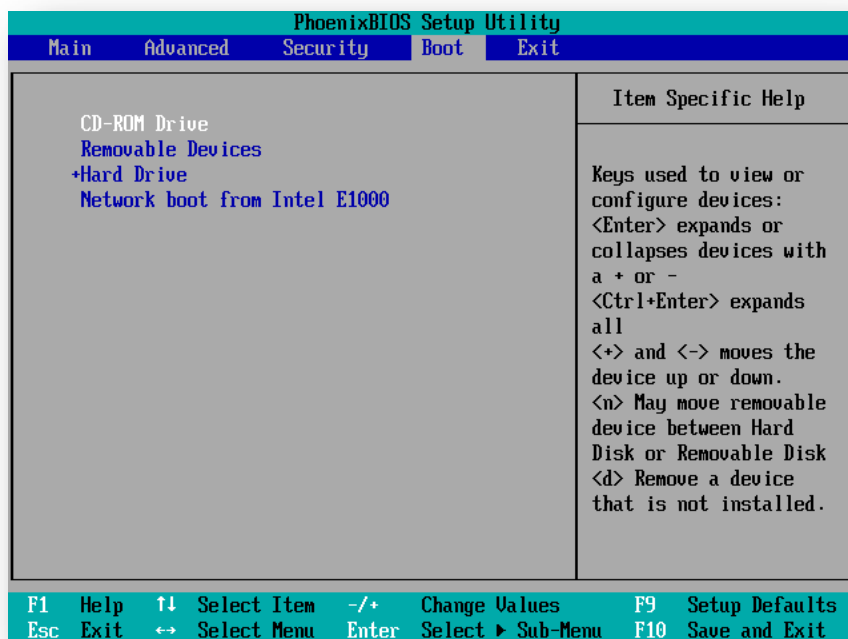 PhoenixBIOS Setup Utility
Main Advanced Security Boot Exit
CD-ROM Drive
Removable Devices
+Hard Drive
Network boot from Intel E1000
Item Specific Help
Keys used to view or
configure devices:
<Enter> expands or
collapses devices with
a + or -
<Ctrl+Enter> expands
all
<+> and <-> moves the
device up or down.
<n> May move removable
device between Hard
Disk or Removable Disk
<d> Remove a device
that is not installed.
F1 Help ↑↓ Select Item -/+ Change Values F9 Setup Defaults
Esc Exit ↔ Select Menu Enter Select ▶ Sub-Menu F10 Save and Exit